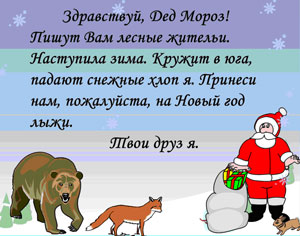 Здравствуй, Дед Мороз!
Пишут Вам лесные жительи.
Наступила зима. Кружит в юга,
падают снежные хлоп я. Принеси
нам, пожалуйста, на Новый год
лыжи.
Твои друз я.